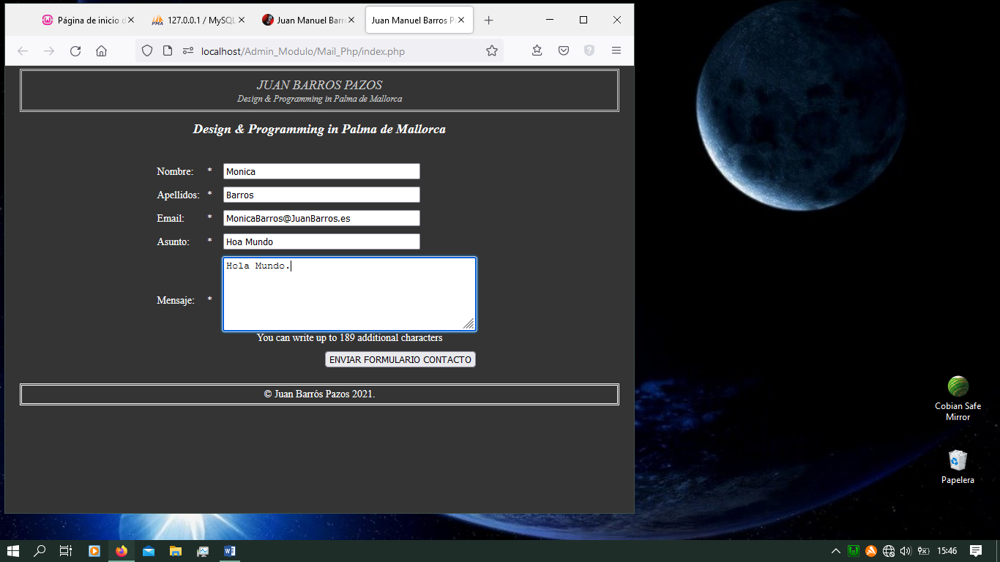 Página de inicio d
127.0.0.1 / MySQL
Juan Manuel Barro
Juan Manuel Barros P
localhost/Admin_Modulo/Mail_Php/index.php
JUAN BARROS PAZOS
Design & Programming in Palma de Mallorca
Design & Programming in Palma de Mallorca
Nombre: * Monica
Apellidos: * Barros
Email: * MonicaBarros@JuanBarros.es
Asunto: * Hoa Mundo
Mensaje: * Hola Mundo.
You can write up to 189 additional characters
ENVIAR FORMULARIO CONTACTO
© Juan Barrós Pazos 2021.
Cobian Safe
Mirror
Papelera
15:46